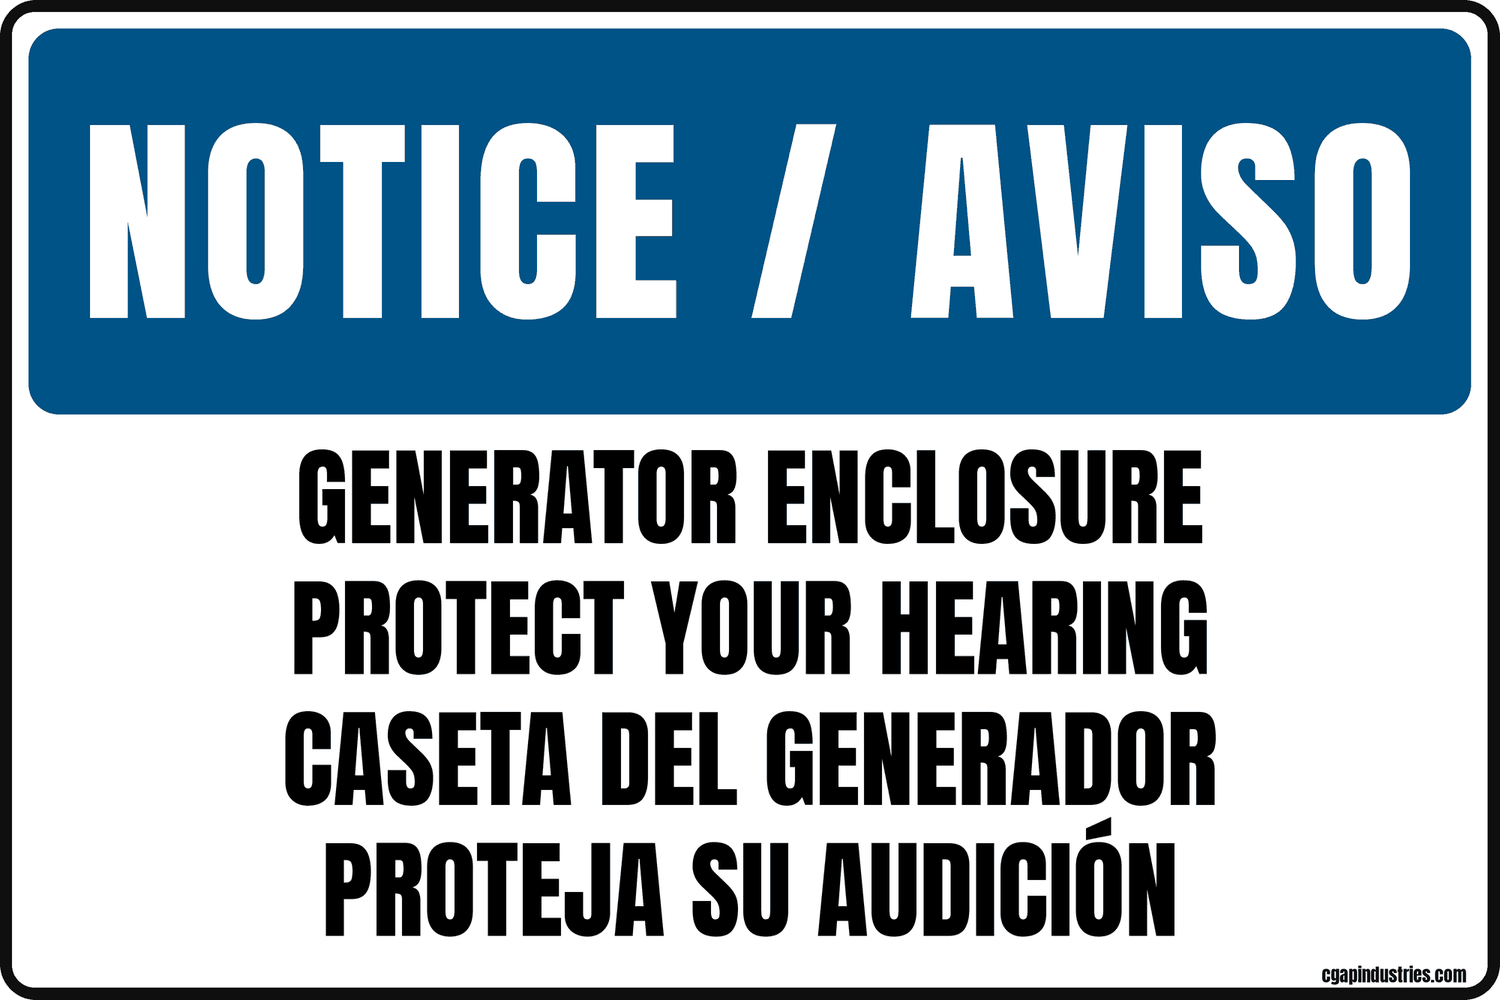 NOTICE / AVISO
GENERATOR ENCLOSURE
PROTECT YOUR HEARING
CASETA DEL GENERADOR
PROTEJA SU AUDICIÓN
cgapindustries.com